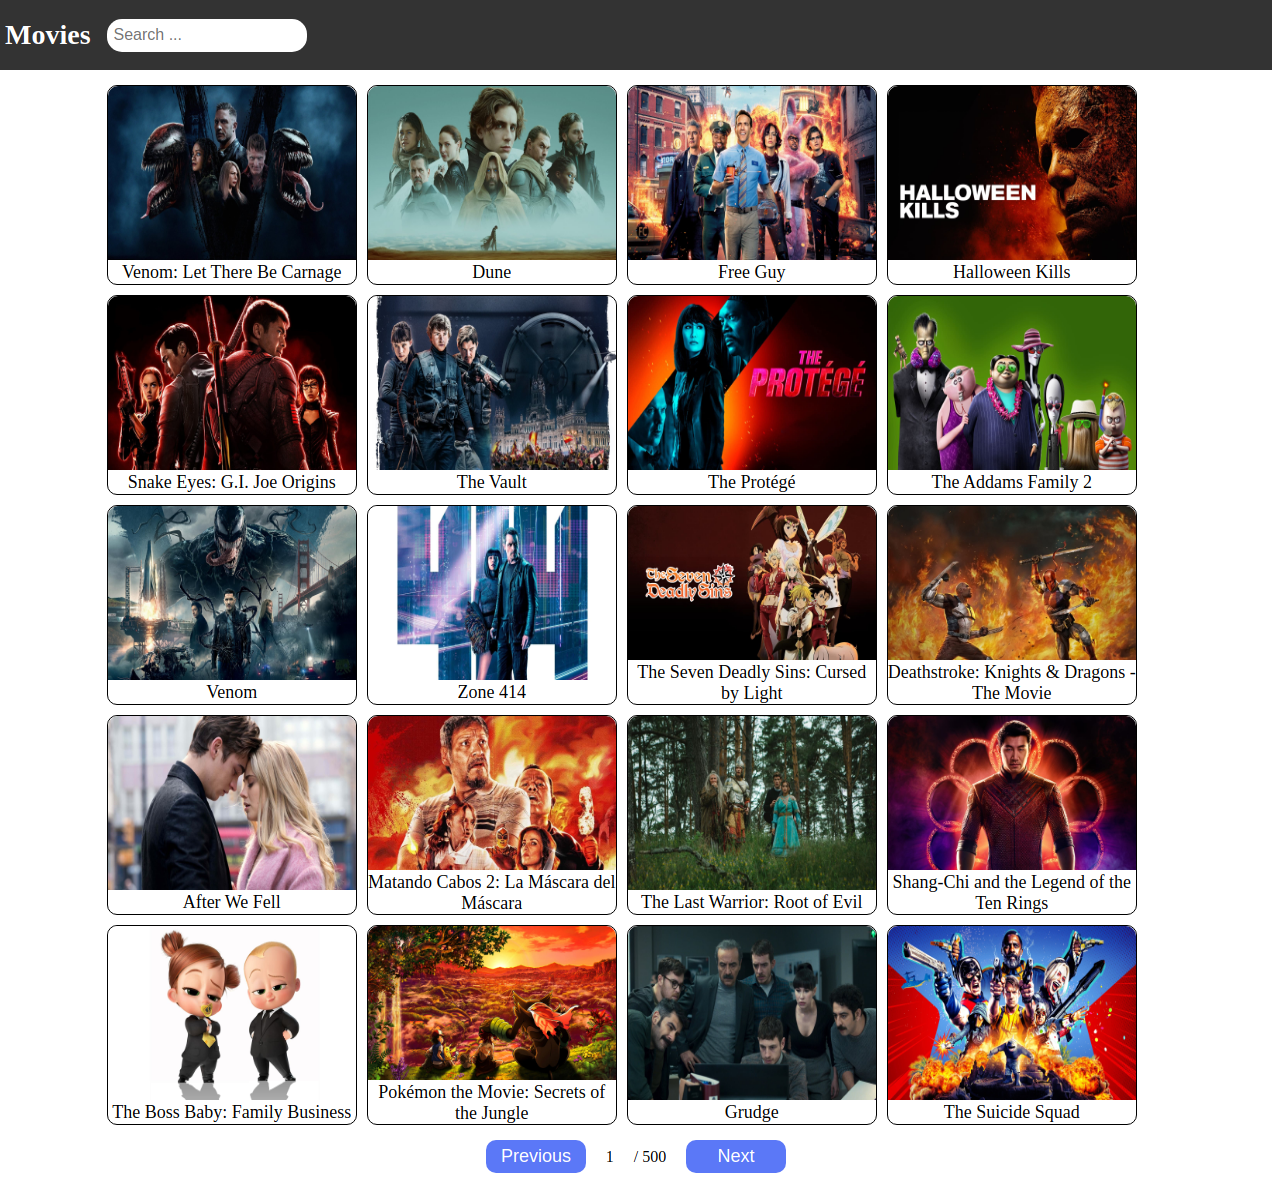 Movies
Search ...
HALLOWEEN
KILLS
Venom: Let There Be Carnage
Dune
Free Guy
Halloween Kills
THE
PROTÉGÉ
Snake Eyes: G.I. Joe Origins
The Vault
The Protégé
The Addams Family 2
The Seven
Deadly Sins
Venom
Zone 414
The Seven Deadly Sins: Cursed
by Light
Deathstroke: Knights & Dragons -
The Movie
After We Fell
Matando Cabos 2: La Máscara del
Máscara
The Last Warrior: Root of Evil
Shang-Chi and the Legend of the
Ten Rings
The Boss Baby: Family Business
Pokémon the Movie: Secrets of
the Jungle
Grudge
The Suicide Squad
Previous 1 / 500 Next